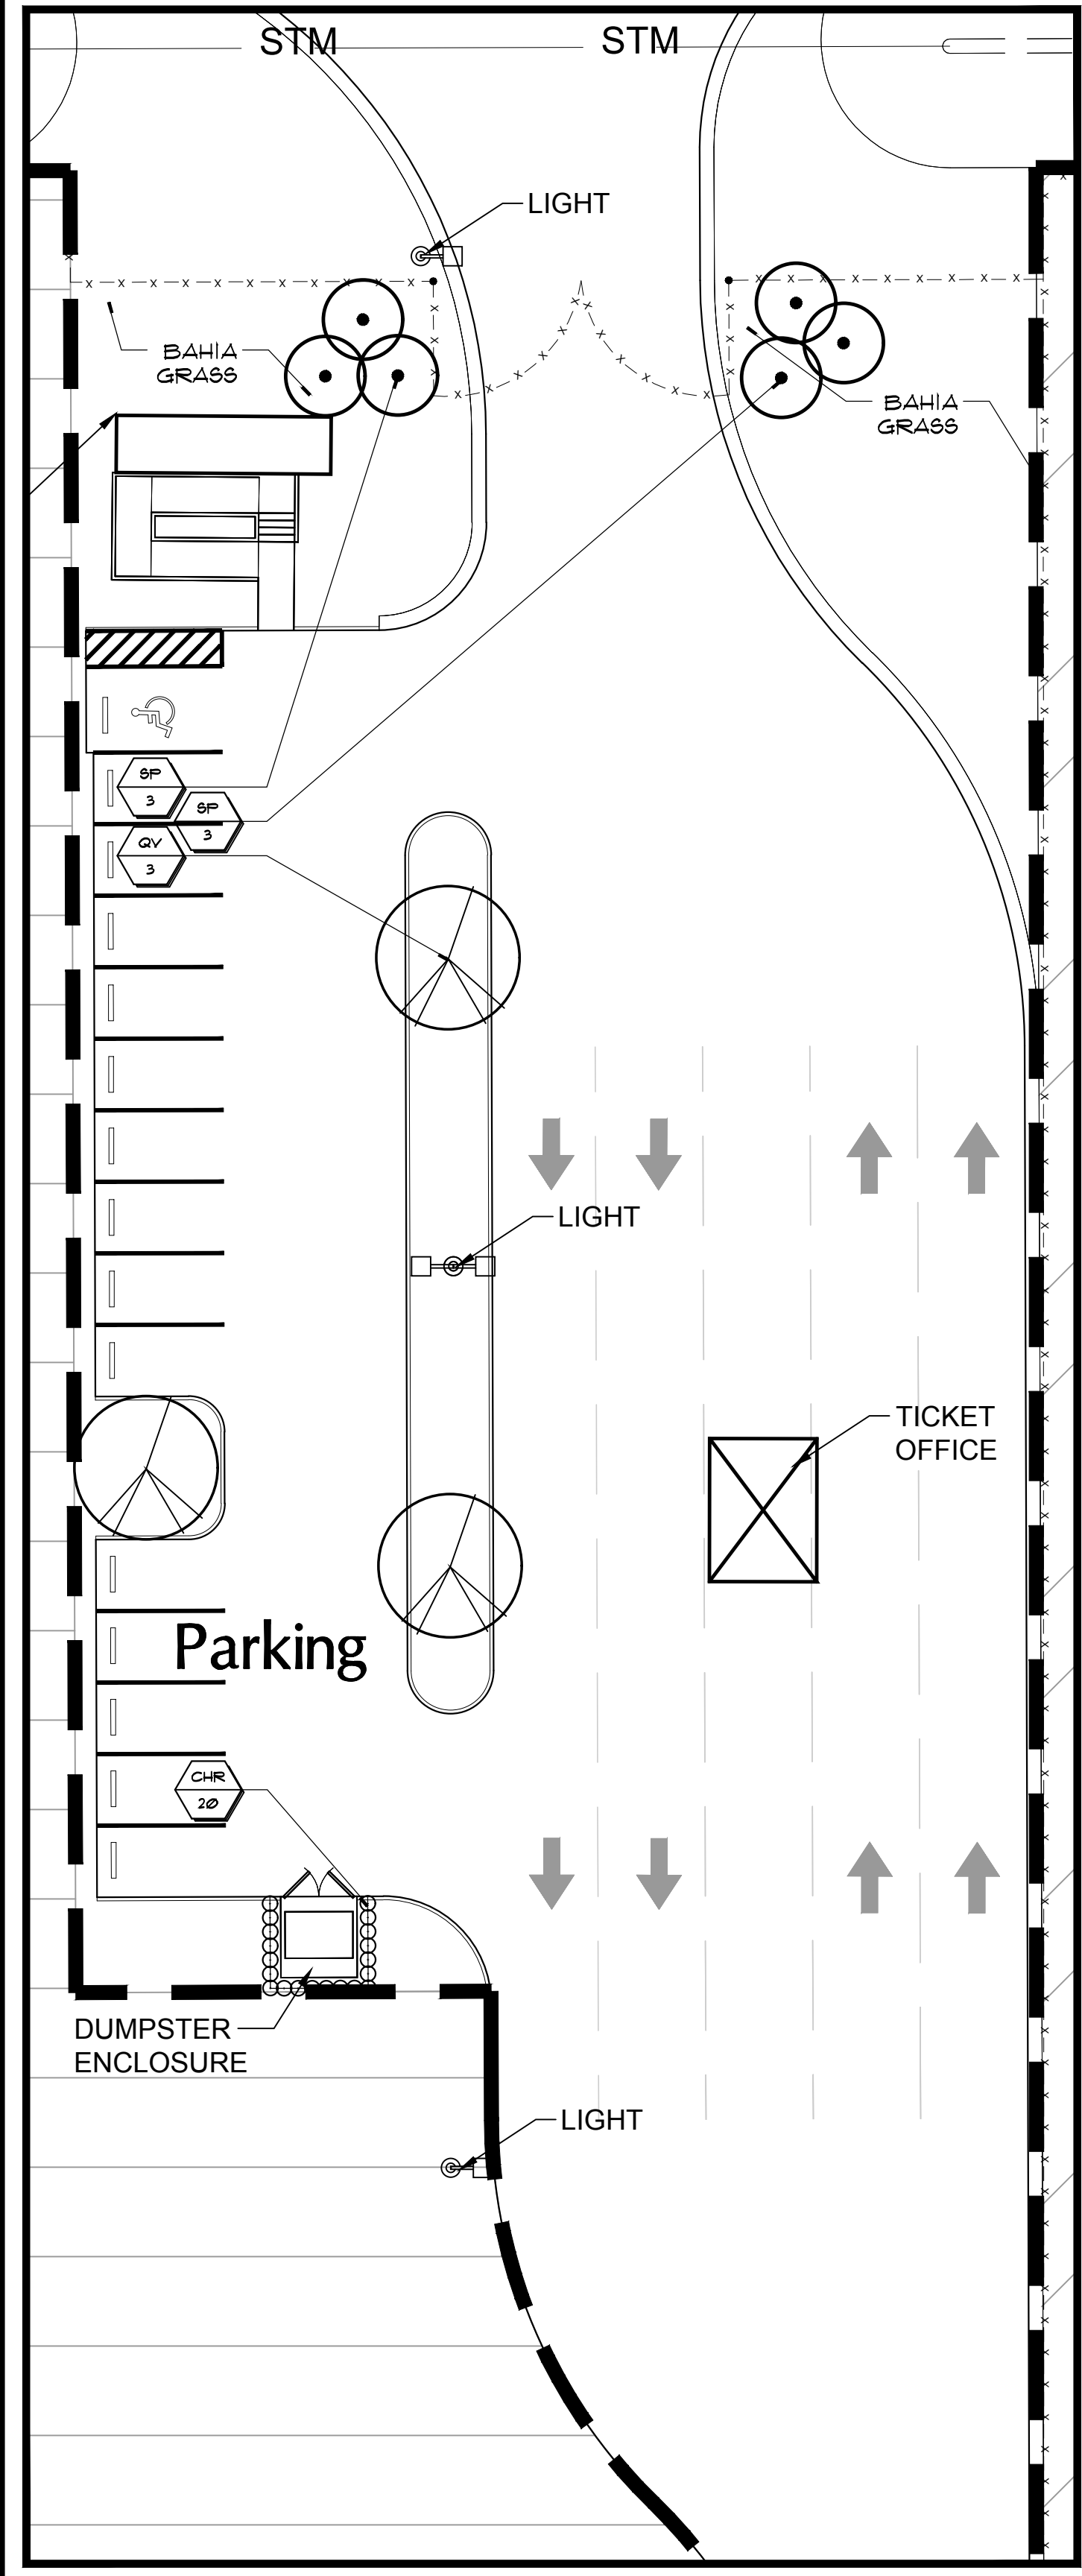 STM STM
LIGHT
BAHIA
GRASS
BAHIA
GRASS
SP
3
SP
3
QV
3
LIGHT
TICKET
OFFICE
Parking
CHR
20
DUMPSTER
ENCLOSURE
LIGHT